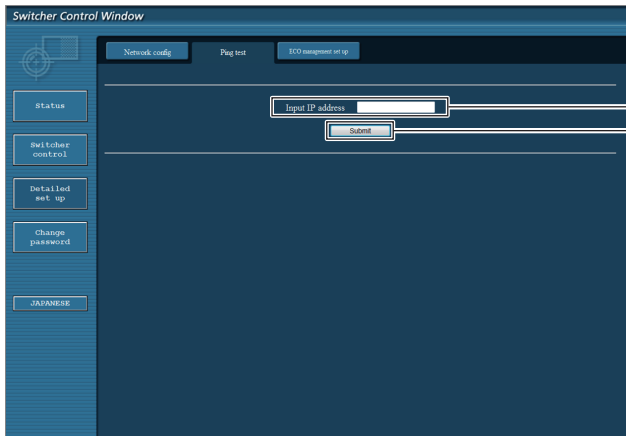 Switcher Control Window
Network config
Ping test
ECO management set up
Input IP address
Submit
Status
Switcher
control
Detailed
set up
Change
password
JAPANESE